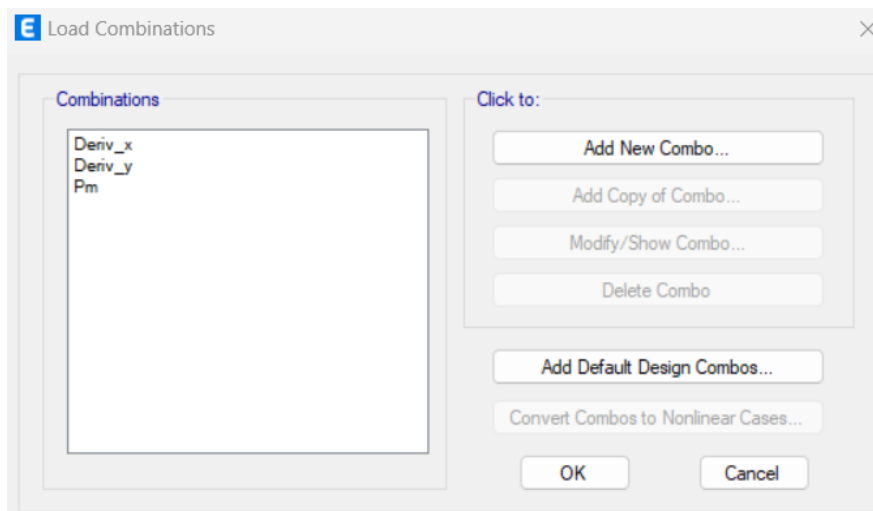 E Load Combinations
Combinations
Deriv_x
Deriv_y
Pm
Click to:
Add New Combo...
Add Copy of Combo...
Modify/Show Combo...
Delete Combo
Add Default Design Combos...
Convert Combos to Nonlinear Cases...
OK
Cancel